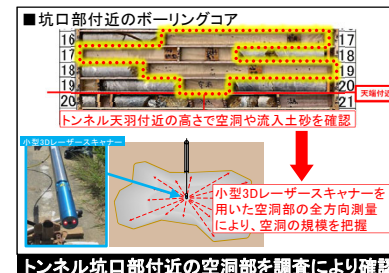 ■坑口部付近のボーリングコア
16 17
17 18
18 19
19 20
20 21
天端付近
トンネル天羽付近の高さで空洞や流入土砂を確認
小型3Dレーザースキャナー
小型3Dレーザースキャナーを
用いた空洞部の全方向測量
により、空洞の規模を把握
トンネル坑口部付近の空洞部を調査により確認